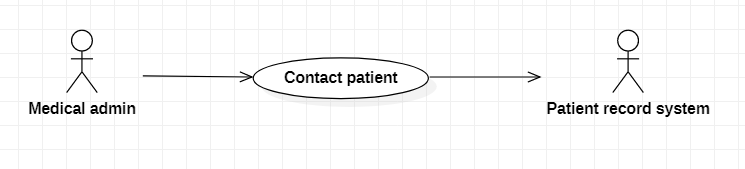 Contact patient
Medical admin
Patient record system